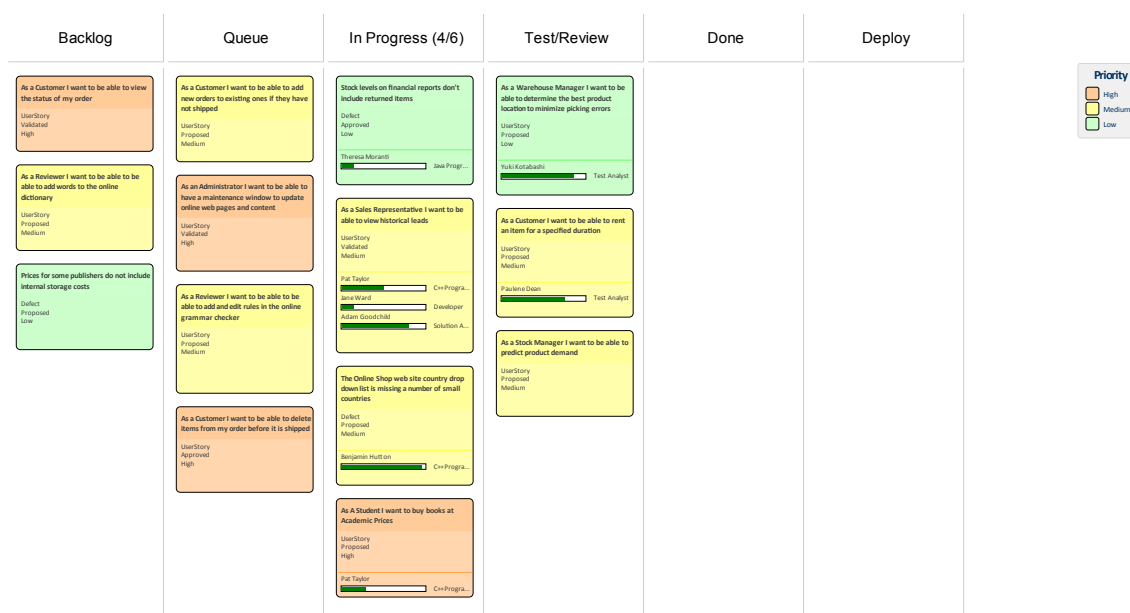 Backlog
Queue
In Progress (4/6)
Test/Review
Done
Deploy
As a Customer I want to be able to view
the status of my order
UserStory
Validated
High
As a Reviewer I want to be able to be
able to add words to the online
dictionary
UserStory
Proposed
Medium
Prices for some publishers do not include
internal storage costs
Defect
Proposed
Low
As a Customer I want to be able to add
new orders to existing ones if they have
not shipped
UserStory
Proposed
Medium
As an Administrator I want to be able to
have a maintenance window to update
online web pages and content
UserStory
Validated
High
As a Reviewer I want to be able to be
able to add and edit rules in the online
grammar checker
UserStory
Proposed
Medium
As a Customer I want to be able to delete
items from my order before it is shipped
UserStory
Approved
High
Stock levels on financial reports don't
include returned items
Defect
Approved
Low
Theresa Moranti
Java Progr...
As a Sales Representative I want to be
able to view historical leads
UserStory
Validated
Medium
Pat Taylor
C++ Progra...
Jane Ward
Developer
Adam Goodchild
Solution A...
The Online Shop web site country drop
down list is missing a number of small
countries
Defect
Proposed
Medium
Benjamin Hutton
C++ Progra...
As A Student I want to buy books at
Academic Prices
UserStory
Proposed
High
Pat Taylor
C++ Progra...
As a Warehouse Manager I want to be
able to determine the best product
location to minimize picking errors
UserStory
Proposed
Low
Yuki Kotabashi
Test Analyst
As a Customer I want to be able to rent
an item for a specified duration
UserStory
Proposed
Medium
Paulene Dean
Test Analyst
As a Stock Manager I want to be able to
predict product demand
UserStory
Proposed
Medium
Priority
High
Medium
Low